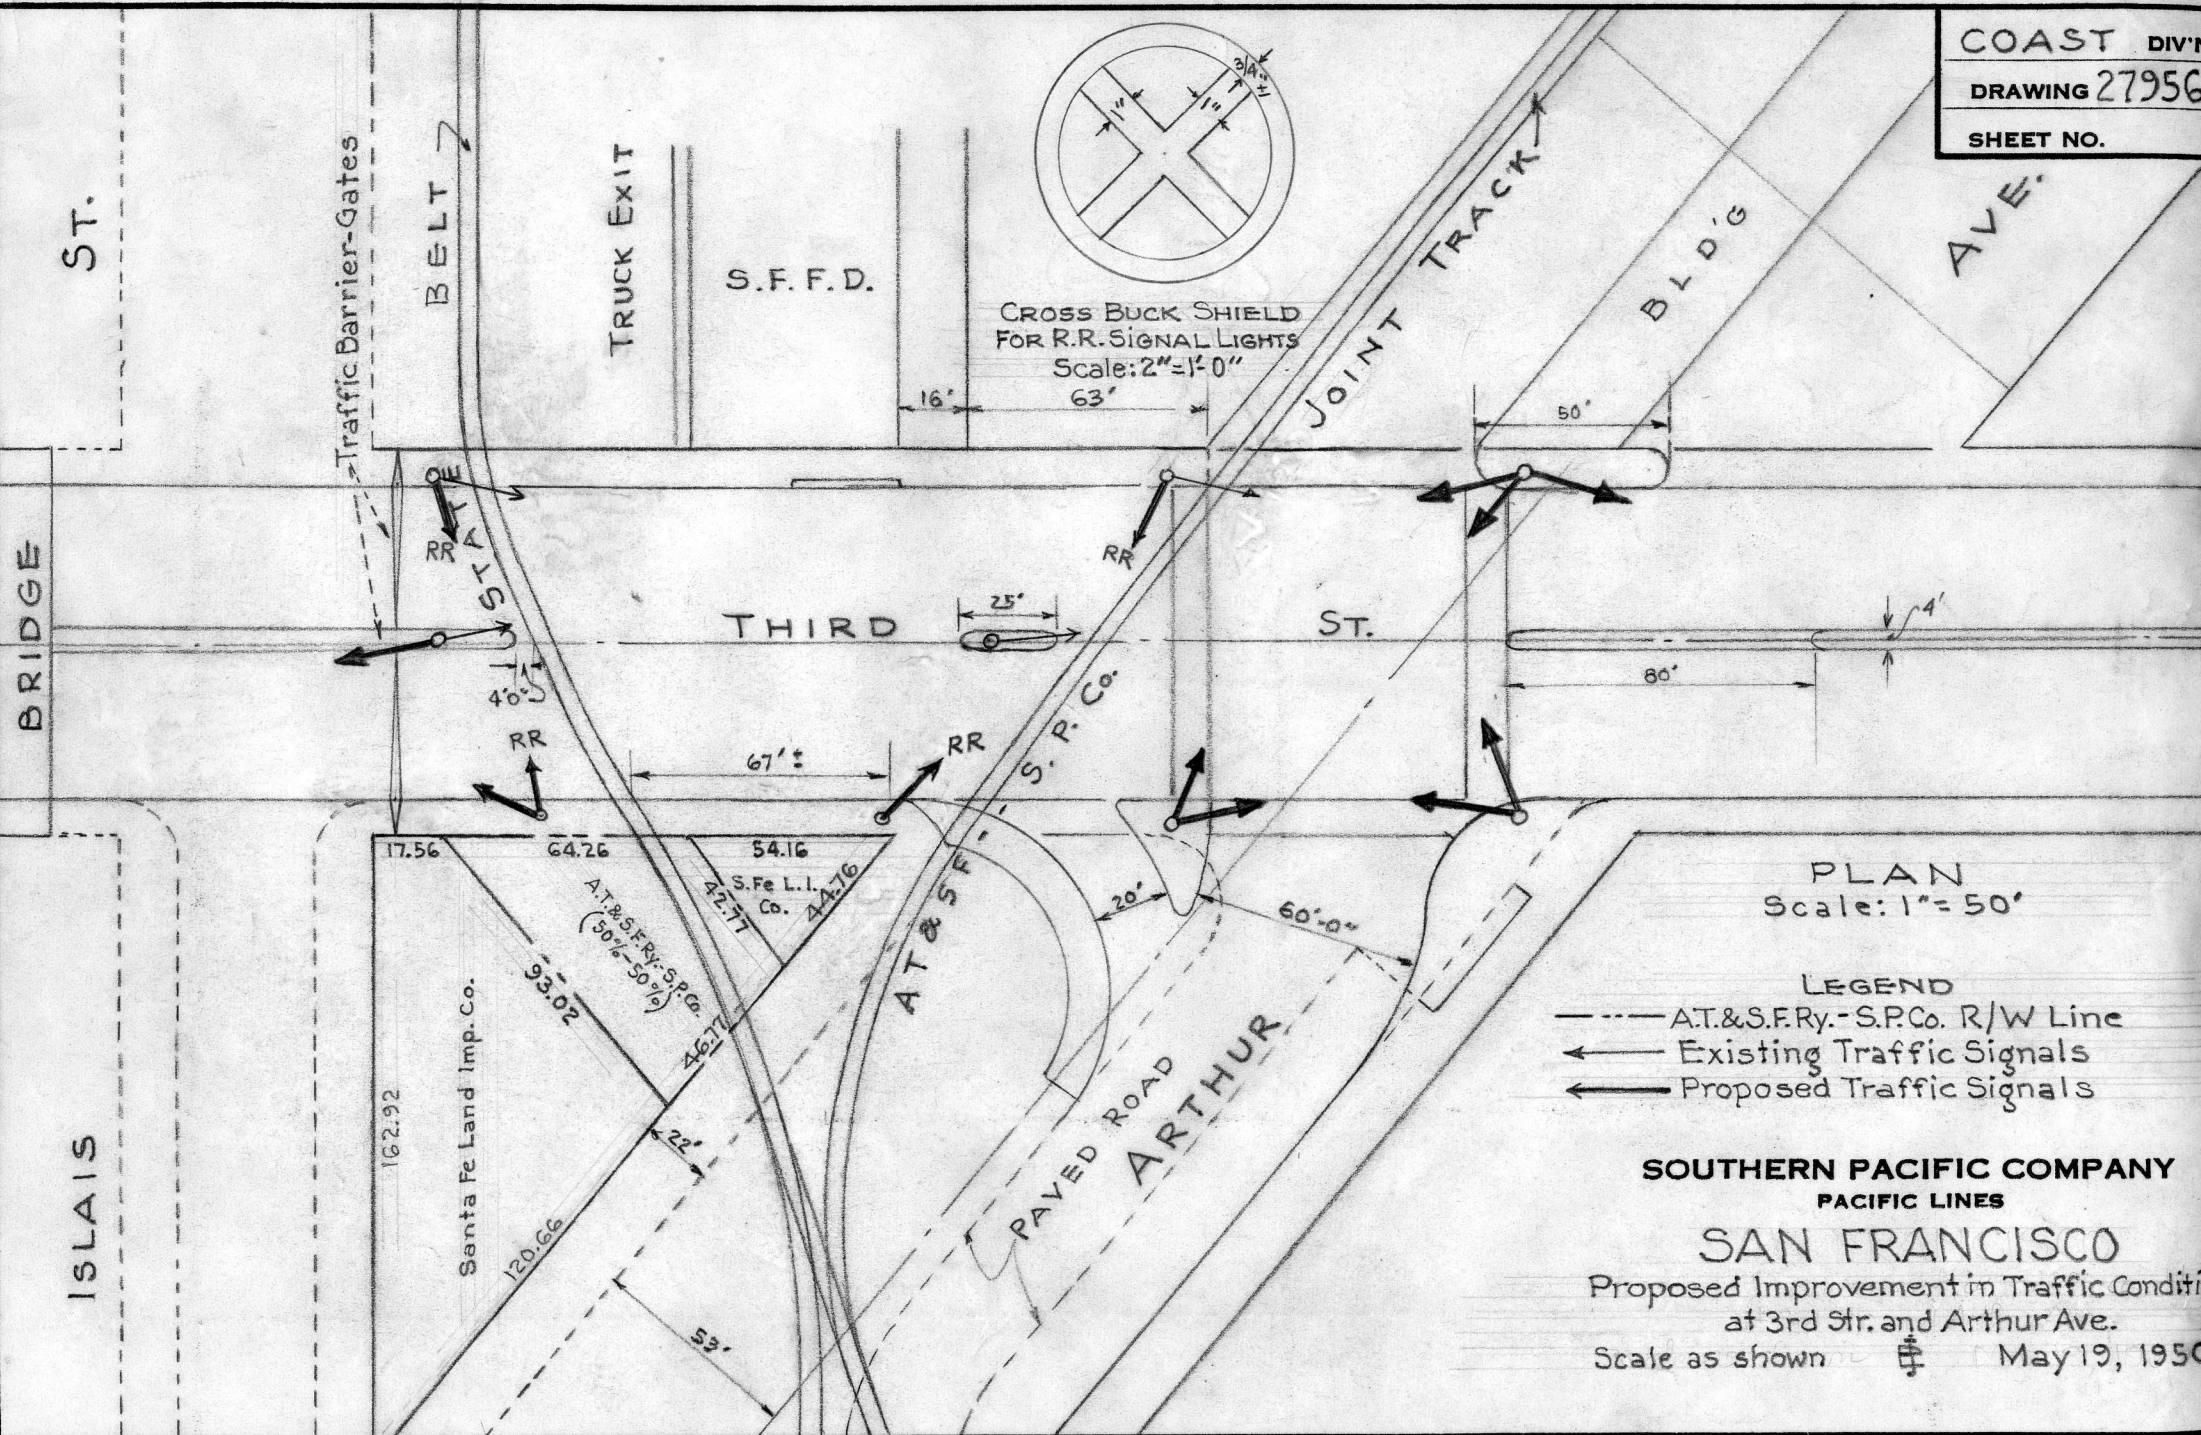 COAST DIV'N
DRAWING 27956
SHEET NO.
ST.
Traffic Barrier-Gates
BELT
TRUCK EXIT
S.F.F.D.
1"
1"
CROSS BUCK SHIELD
FOR R.R. SIGNAL LIGHTS
Scale: 2"=1'-0"
16'
63'
JOINT TRACK
BLD'G
AVE.
50'
BRIDGE
STATE
RR
RR
THIRD
ST.
25'
4'
4'0"
80'
RR
67'±
RR
AT&SF - S.P. Co.
17.56
64.26
54.16
A.T.&S.F.Ry.-S.P.Co.
(50%-50%)
S.Fe L.I.
Co.
42.77
44.76
93.02
46.77
20'
60'-0"
162.92
Santa Fe Land Imp. Co.
120.66
22'
53'
PAVED ROAD
ARTHUR
ISLAIS
PLAN
Scale: 1"=50'
LEGEND
A.T.&S.F.Ry.-S.P.Co. R/W Line
Existing Traffic Signals
Proposed Traffic Signals
SOUTHERN PACIFIC COMPANY
PACIFIC LINES
SAN FRANCISCO
Proposed Improvement in Traffic Conditi
at 3rd Str. and Arthur Ave.
Scale as shown May 19, 1950